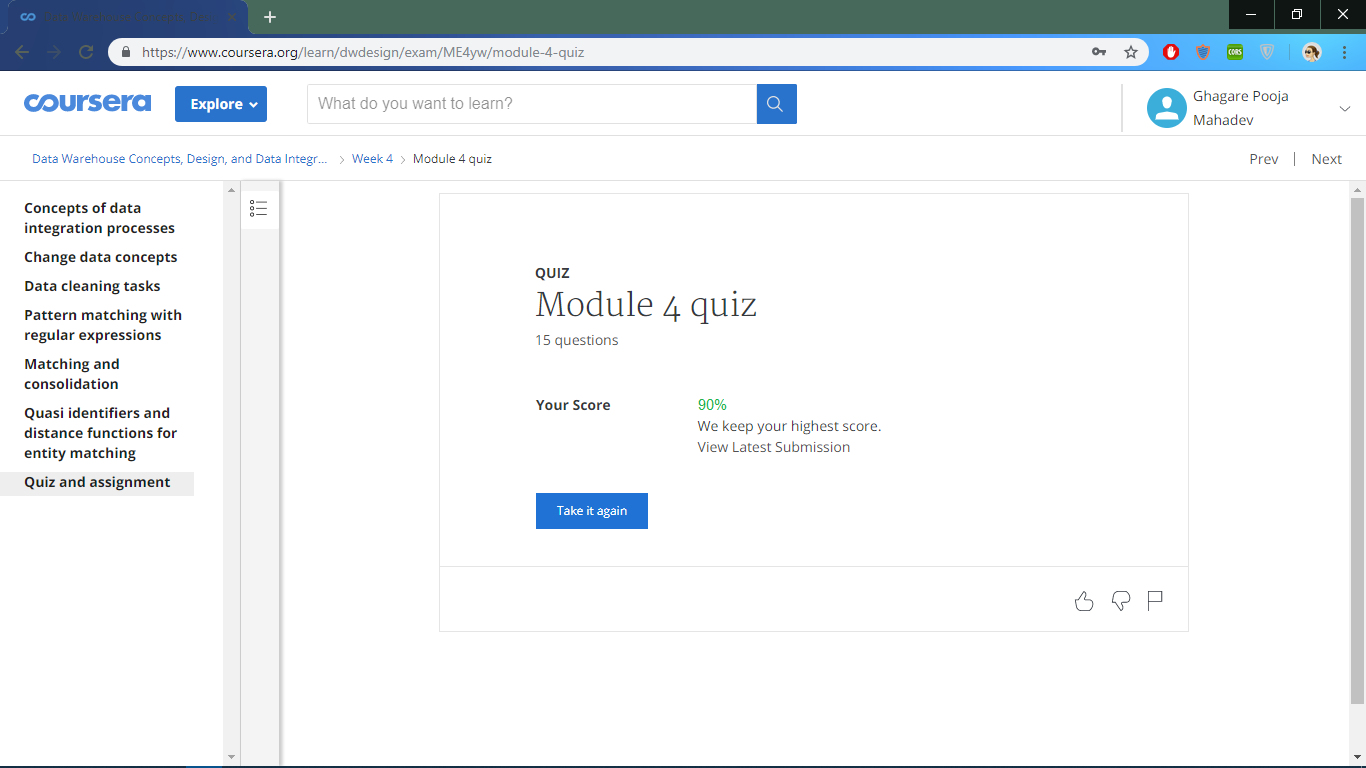 https://www.coursera.org/learn/dwdesign/exam/ME4yw/module-4-quiz
CORS
coursera
Explore
What do you want to learn?
Ghagare Pooja
Mahadev
Data Warehouse Concepts, Design, and Data Integr... > Week 4 > Module 4 quiz
Prev | Next
Concepts of data
integration processes
Change data concepts
Data cleaning tasks
Pattern matching with
regular expressions
Matching and
consolidation
Quasi identifiers and
distance functions for
entity matching
Quiz and assignment
QUIZ
Module 4 quiz
15 questions
Your Score
90%
We keep your highest score.
View Latest Submission
Take it again